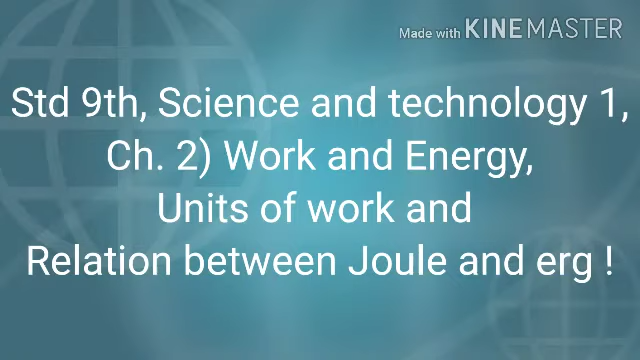 Made with KINEMASTER
Std 9th, Science and technology 1,
Ch. 2) Work and Energy,
Units of work and
Relation between Joule and erg !